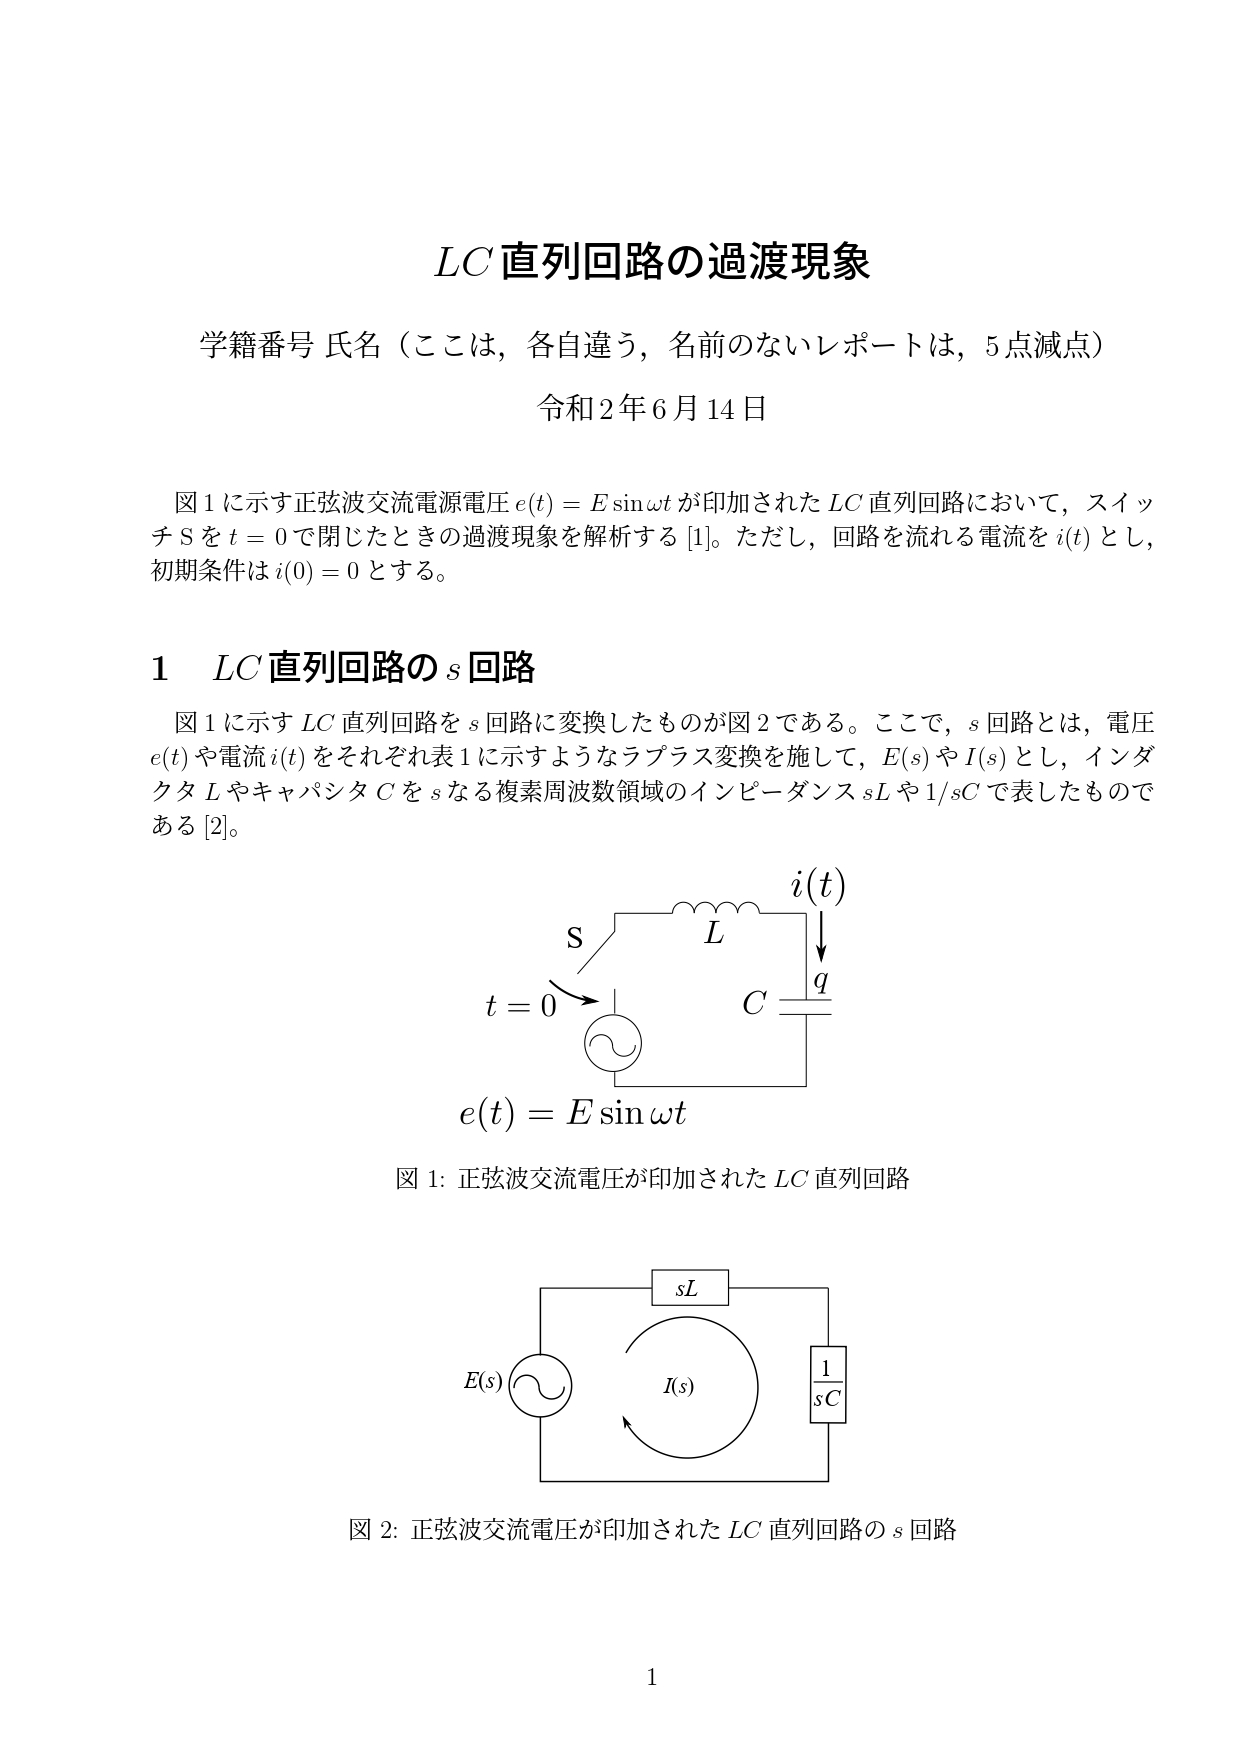 LC直列回路の過渡現象
学籍番号 氏名（ここは，各自違う，名前のないレポートは，5点減点）
令和2年6月14日
図1に示す正弦波交流電源電圧 e(t) = E sin ωt が印加された LC 直列回路において，スイッ
チ S を t = 0 で閉じたときの過渡現象を解析する [1]。ただし，回路を流れる電流を i(t) とし，
初期条件は i(0) = 0 とする。
1 LC直列回路の s 回路
図1に示す LC 直列回路を s 回路に変換したものが図2である。ここで，s 回路とは，電圧
e(t) や電流 i(t) をそれぞれ表1に示すようなラプラス変換を施して，E(s) や I(s) とし，インダ
クタ L やキャパシタ C を s なる複素周波数領域のインピーダンス sL や 1/sC で表したもので
ある [2]。
i(t)
S
L
q
t = 0
C
e(t) = E sin ωt
図 1: 正弦波交流電圧が印加された LC 直列回路
sL
E(s)
I(s)
1
sC
図 2: 正弦波交流電圧が印加された LC 直列回路の s 回路
1